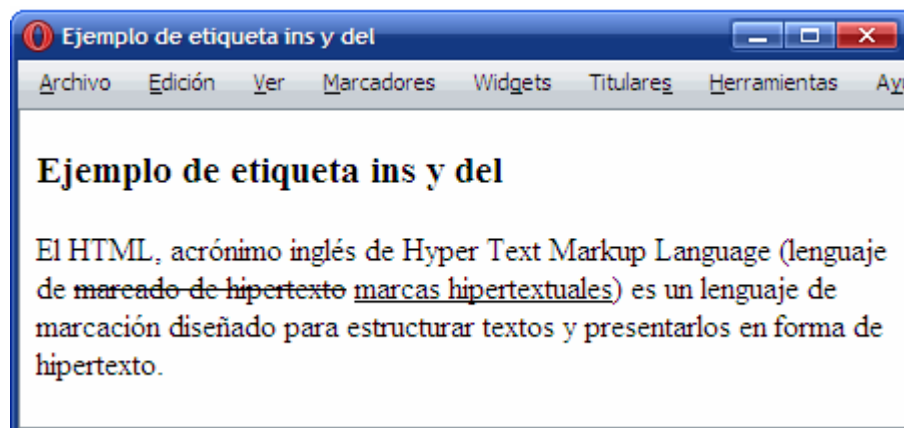 Ejemplo de etiqueta ins y del
Archivo Edición Ver Marcadores Widgets Titulares Herramientas
Ejemplo de etiqueta ins y del
El HTML, acrónimo inglés de Hyper Text Markup Language (lenguaje
de marcado de hipertexto marcas hipertextuales) es un lenguaje de
marcación diseñado para estructurar textos y presentarlos en forma de
hipertexto.